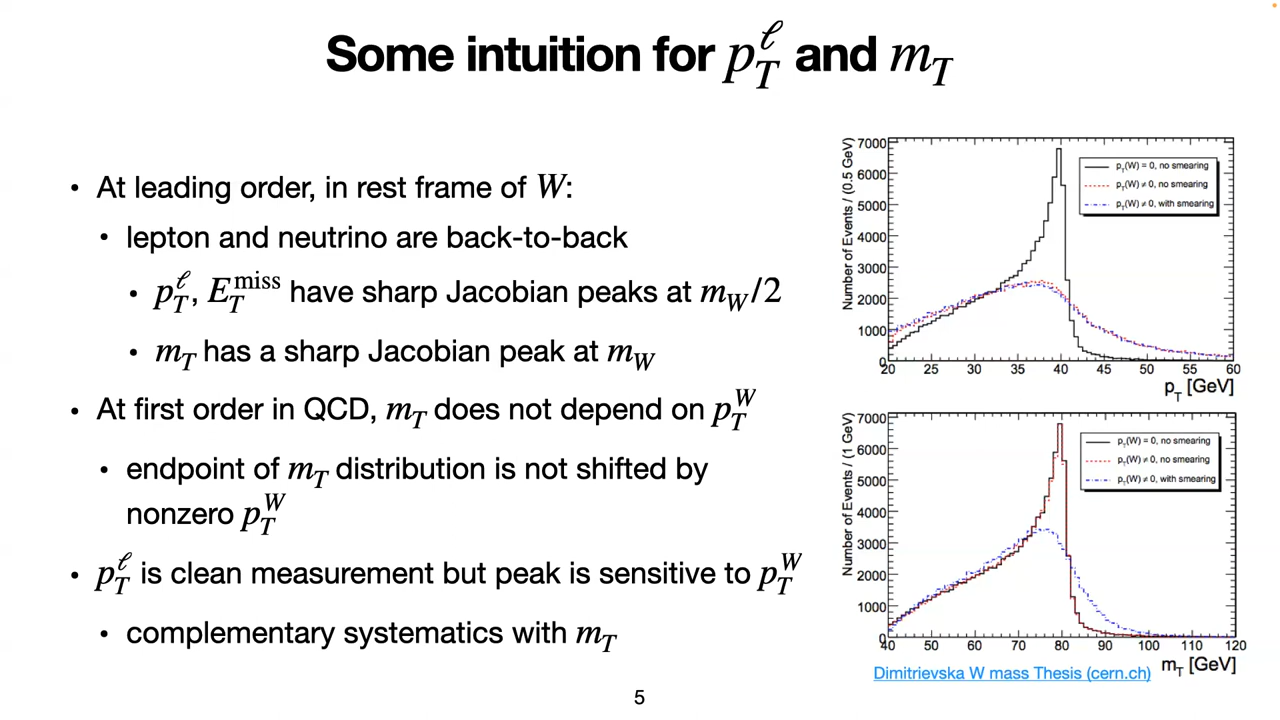 Some intuition for p_T^ℓ and m_T
• At leading order, in rest frame of W:
• lepton and neutrino are back-to-back
• p_T^ℓ, E_T^miss have sharp Jacobian peaks at m_W/2
• m_T has a sharp Jacobian peak at m_W
• At first order in QCD, m_T does not depend on p_T^W
• endpoint of m_T distribution is not shifted by
nonzero p_T^W
• p_T^ℓ is clean measurement but peak is sensitive to p_T^W
• complementary systematics with m_T
Number of Events / (0.5 GeV)
7000
6000
5000
4000
3000
2000
1000
0
20 25 30 35 40 45 50 55 60
p_T [GeV]
p_T(W) = 0, no smearing
p_T(W) ≠ 0, no smearing
p_T(W) ≠ 0, with smearing
Number of Events / (1 GeV)
7000
6000
5000
4000
3000
2000
1000
0
40 50 60 70 80 90 100 110 120
m_T [GeV]
p_T(W) = 0, no smearing
p_T(W) ≠ 0, no smearing
p_T(W) ≠ 0, with smearing
Dimitrievska W mass Thesis (cern.ch)
5